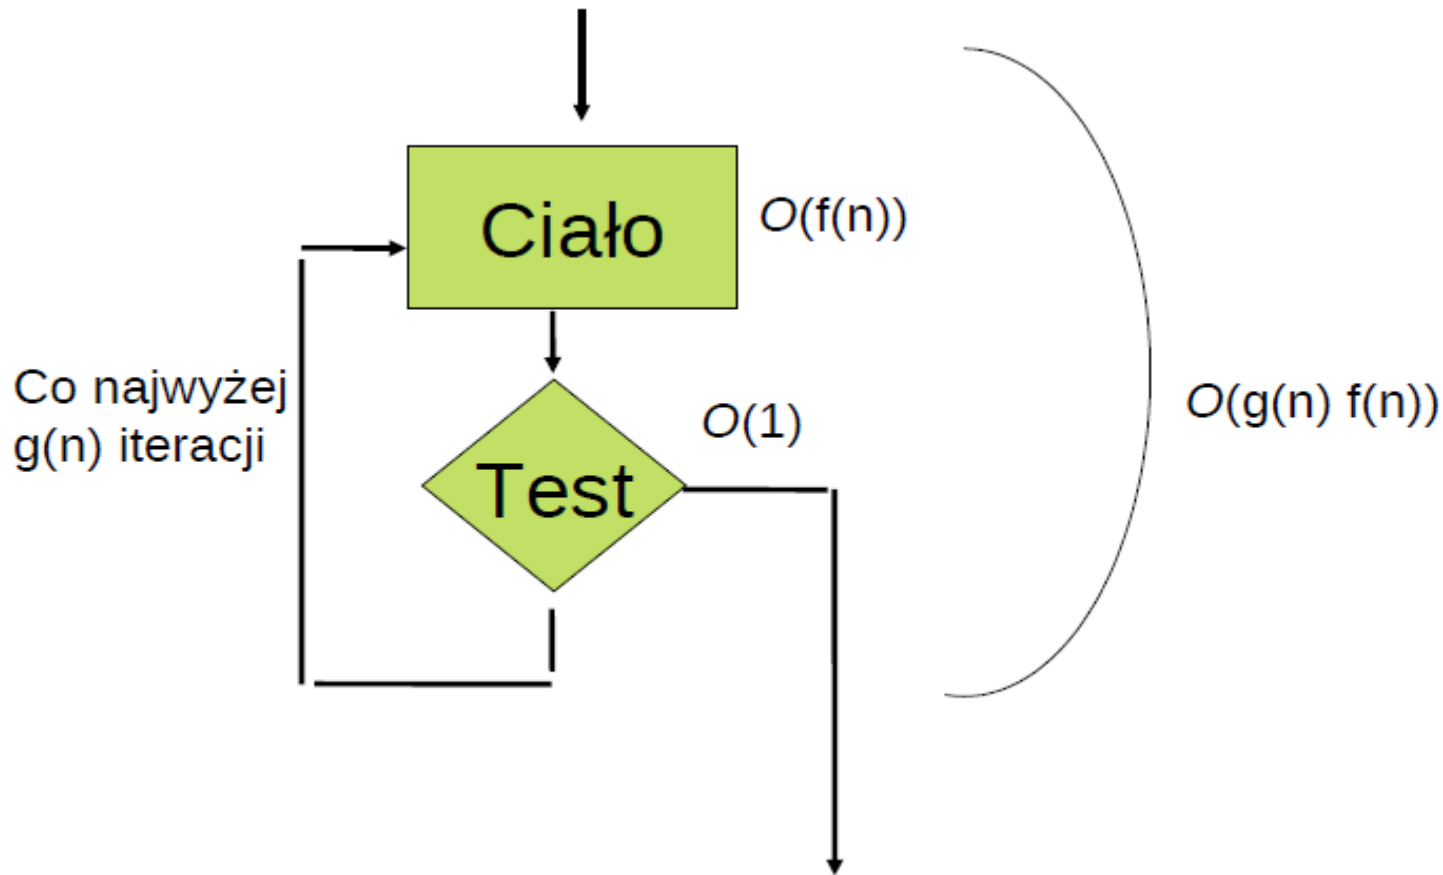 Ciało
O(f(n))
Co najwyżej
g(n) iteracji
O(1)
Test
O(g(n) f(n))